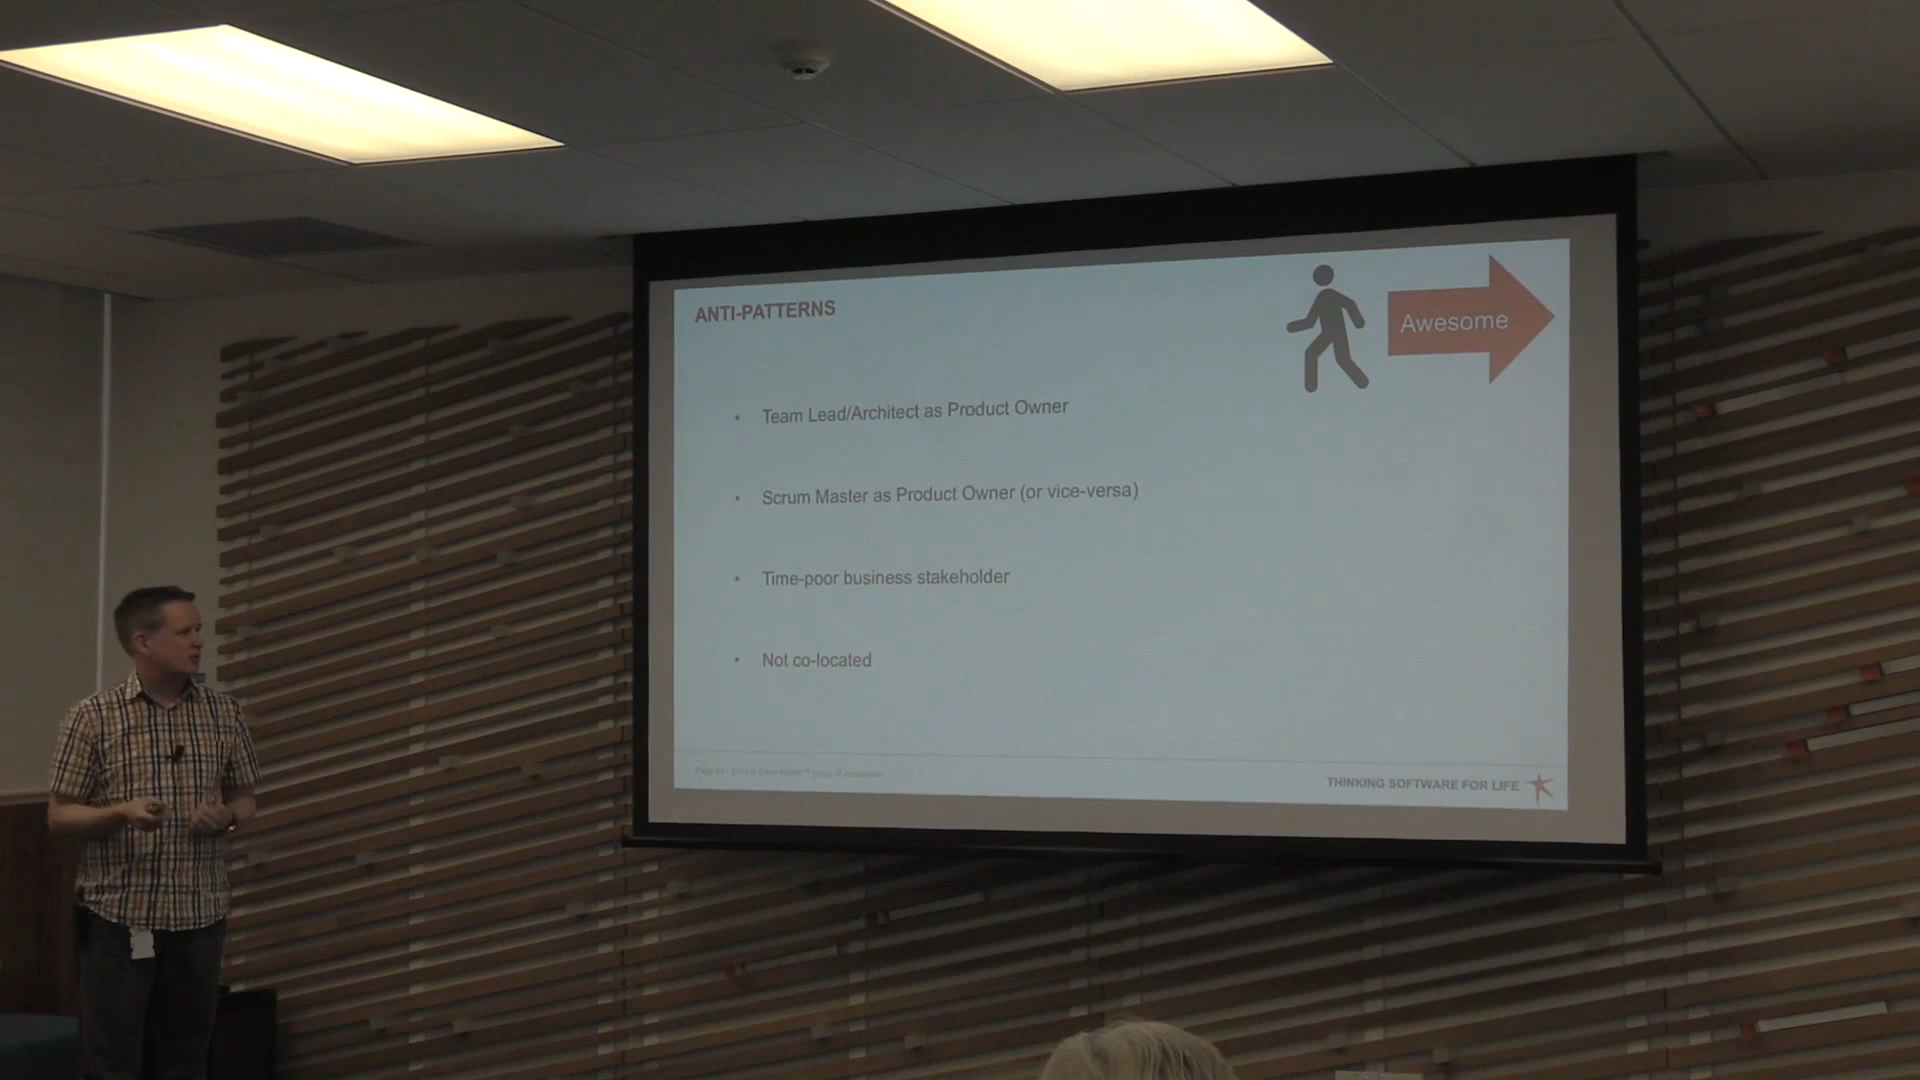 ANTI-PATTERNS
Awesome
• Team Lead/Architect as Product Owner
• Scrum Master as Product Owner (or vice-versa)
• Time-poor business stakeholder
• Not co-located
THINKING SOFTWARE FOR LIFE